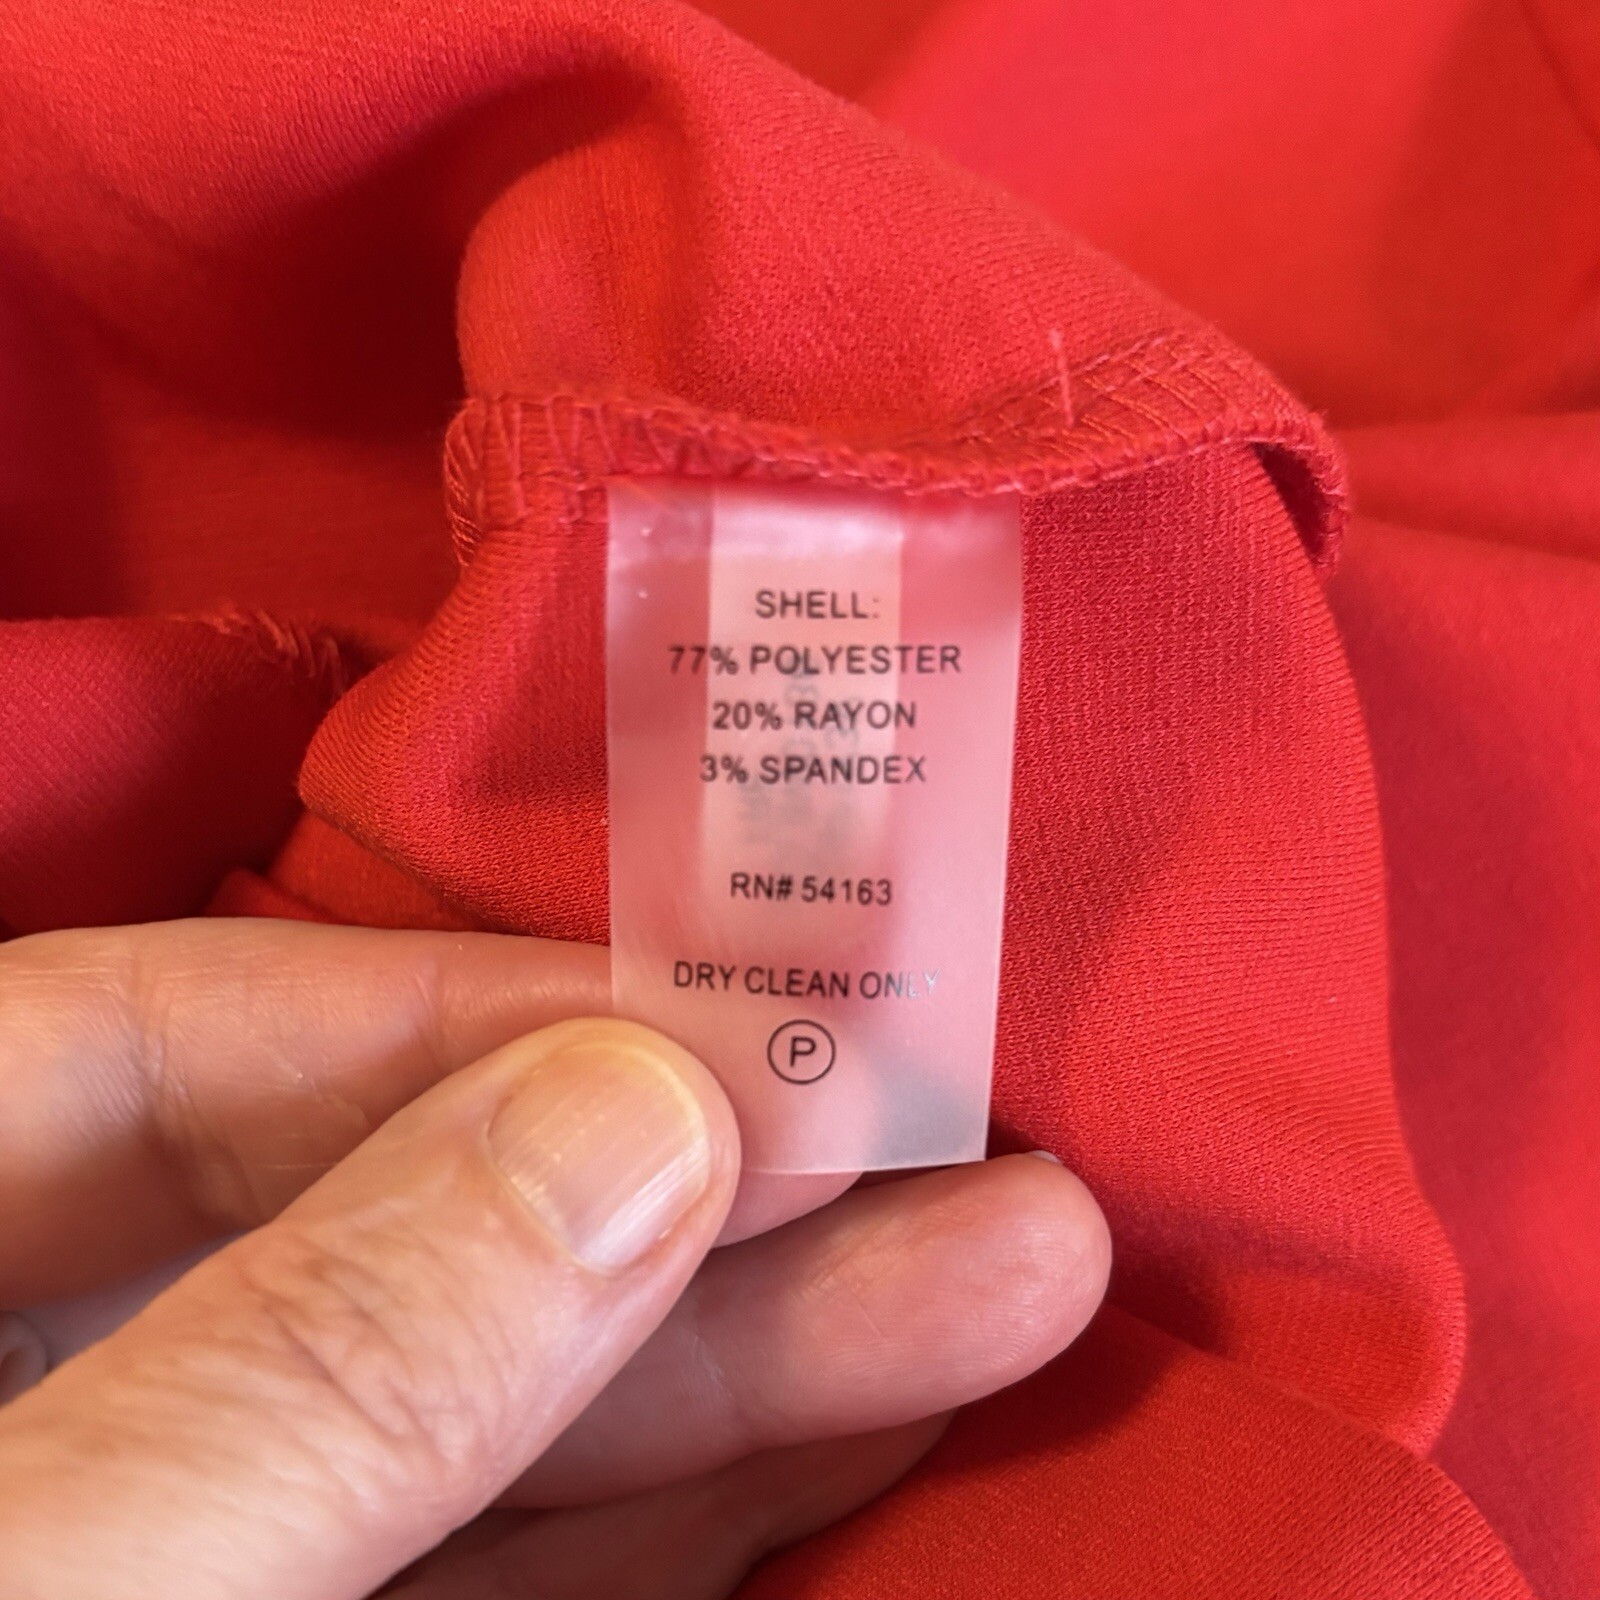 SHELL:
77% POLYESTER
20% RAYON
3% SPANDEX
RN# 54163
DRY CLEAN ONLY
P